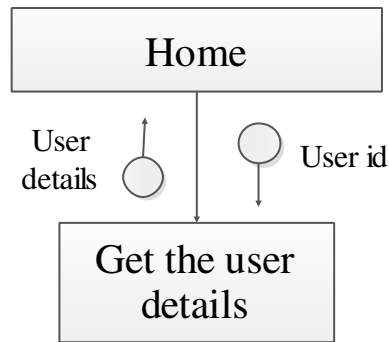 Home
User
details
User id
Get the user
details